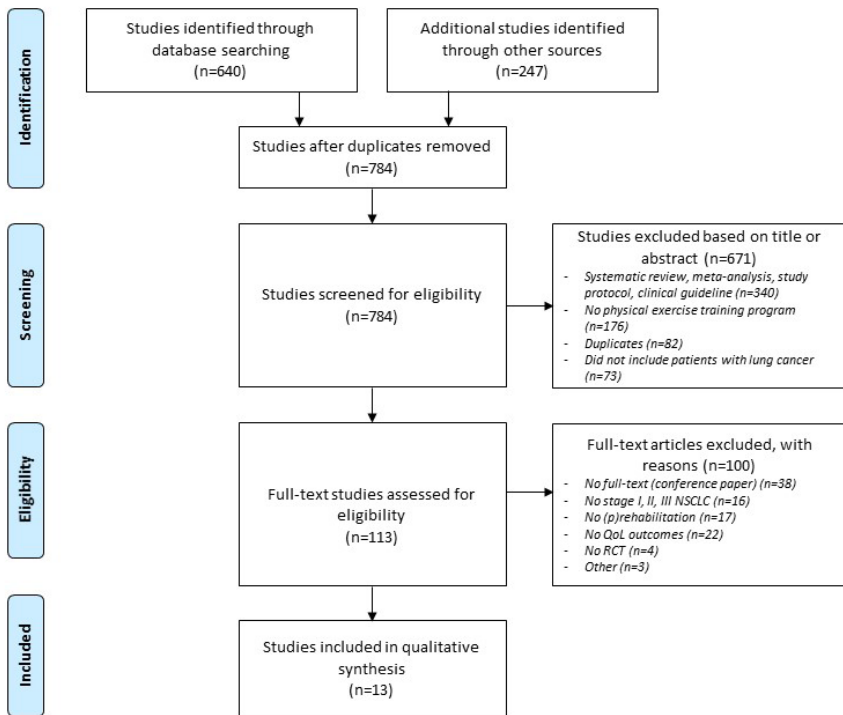 Identification
Studies identified through
database searching
(n=640)
Additional studies identified
through other sources
(n=247)
Studies after duplicates removed
(n=784)
Screening
Studies screened for eligibility
(n=784)
Studies excluded based on title or
abstract (n=671)
- Systematic review, meta-analysis, study
protocol, clinical guideline (n=340)
- No physical exercise training program
(n=176)
- Duplicates (n=82)
- Did not include patients with lung cancer
(n=73)
Eligibility
Full-text studies assessed for
eligibility
(n=113)
Full-text articles excluded, with
reasons (n=100)
- No full-text (conference paper) (n=38)
- No stage I, II, III NSCLC (n=16)
- No (p)rehabilitation (n=17)
- No QoL outcomes (n=22)
- No RCT (n=4)
- Other (n=3)
Included
Studies included in qualitative
synthesis
(n=13)